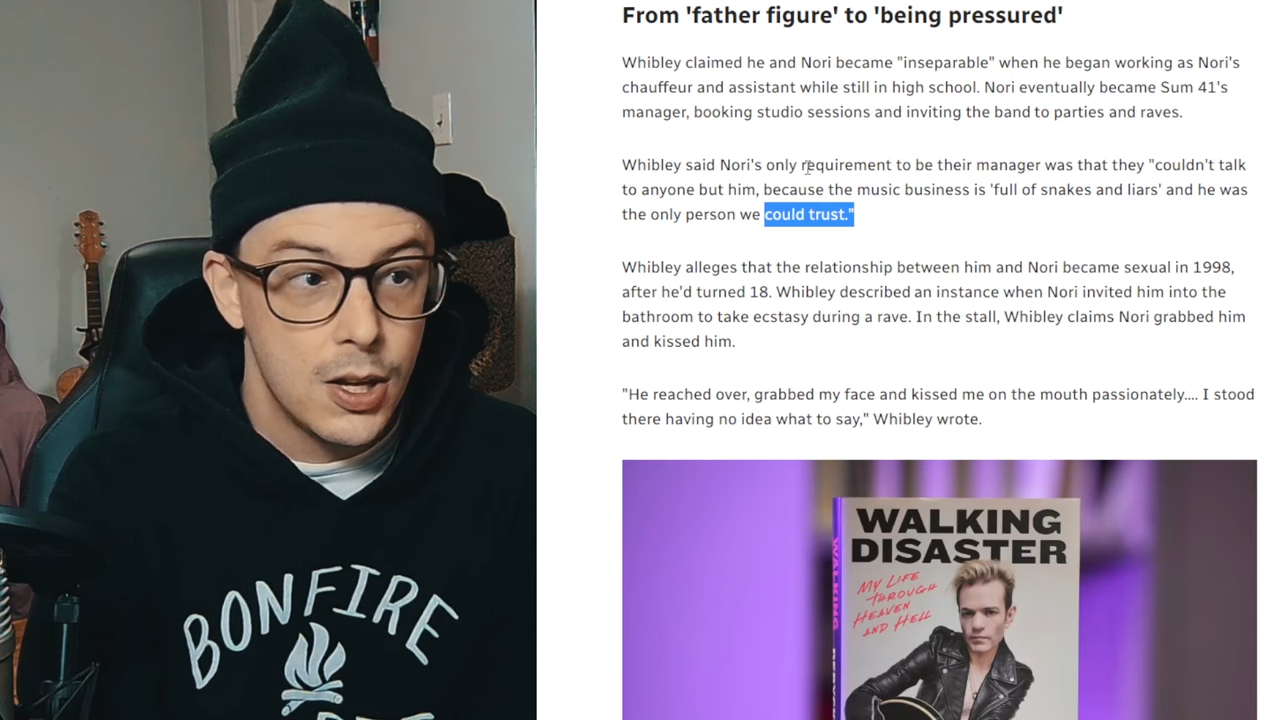 From 'father figure' to 'being pressured'
Whibley claimed he and Nori became "inseparable" when he began working as Nori's
chauffeur and assistant while still in high school. Nori eventually became Sum 41's
manager, booking studio sessions and inviting the band to parties and raves.
Whibley said Nori's only requirement to be their manager was that they "couldn't talk
to anyone but him, because the music business is 'full of snakes and liars' and he was
the only person we could trust."
Whibley alleges that the relationship between him and Nori became sexual in 1998,
after he'd turned 18. Whibley described an instance when Nori invited him into the
bathroom to take ecstasy during a rave. In the stall, Whibley claims Nori grabbed him
and kissed him.
"He reached over, grabbed my face and kissed me on the mouth passionately.... I stood
there having no idea what to say," Whibley wrote.
WALKING
DISASTER
MY LIFE
THROUGH
HEAVEN
AND HELL
WALKING
BONFIRE